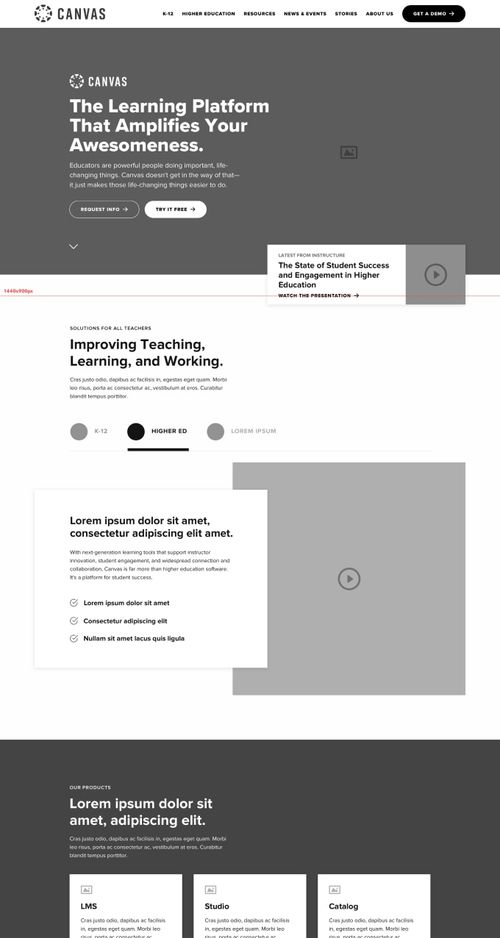 CANVAS
K-12 HIGHER EDUCATION RESOURCES NEWS & EVENTS STORIES ABOUT US GET A DEMO
CANVAS
The Learning Platform
That Amplifies Your
Awesomeness.
Educators are powerful people doing important, life-
changing things. Canvas doesn't get in the way of that—
it just makes those life-changing things easier to do.
REQUEST INFO TRY IT FREE
LATEST FROM INSTRUCTURE
The State of Student Success
and Engagement in Higher
Education
WATCH THE PRESENTATION
1440x900px
SOLUTIONS FOR ALL TEACHERS
Improving Teaching,
Learning, and Working.
Cras justo odio, dapibus ac facilisis in, egestas eget quam. Morbi
leo risus, porta ac consectetur ac, vestibulum at eros. Curabitur
blandit tempus porttitor.
K-12 HIGHER ED LOREM IPSUM
Lorem ipsum dolor sit amet,
consectetur adipiscing elit amet.
With next-generation learning tools that support instructor
innovation, student engagement, and widespread connection and
collaboration. Canvas is far more than higher education software.
It's a platform for student success.
Lorem ipsum dolor sit amet
Consectetur adipiscing elit
Nullam sit amet lacus quis ligula
OUR PRODUCTS
Lorem ipsum dolor sit
amet, adipiscing elit.
Cras justo odio, dapibus ac facilisis in, egestas eget quam. Morbi
leo risus, porta ac consectetur ac, vestibulum at eros. Curabitur
blandit tempus porttitor.
LMS
Cras justo odio, dapibus ac facilisis
in, egestas eget quam. Morbi leo
risus, porta ac consectetur ac,
Studio
Cras justo odio, dapibus ac facilisis
in, egestas eget quam. Morbi leo
risus, porta ac consectetur ac,
Catalog
Cras justo odio, dapibus ac facilisis
in, egestas eget quam. Morbi leo
risus, porta ac consectetur ac,